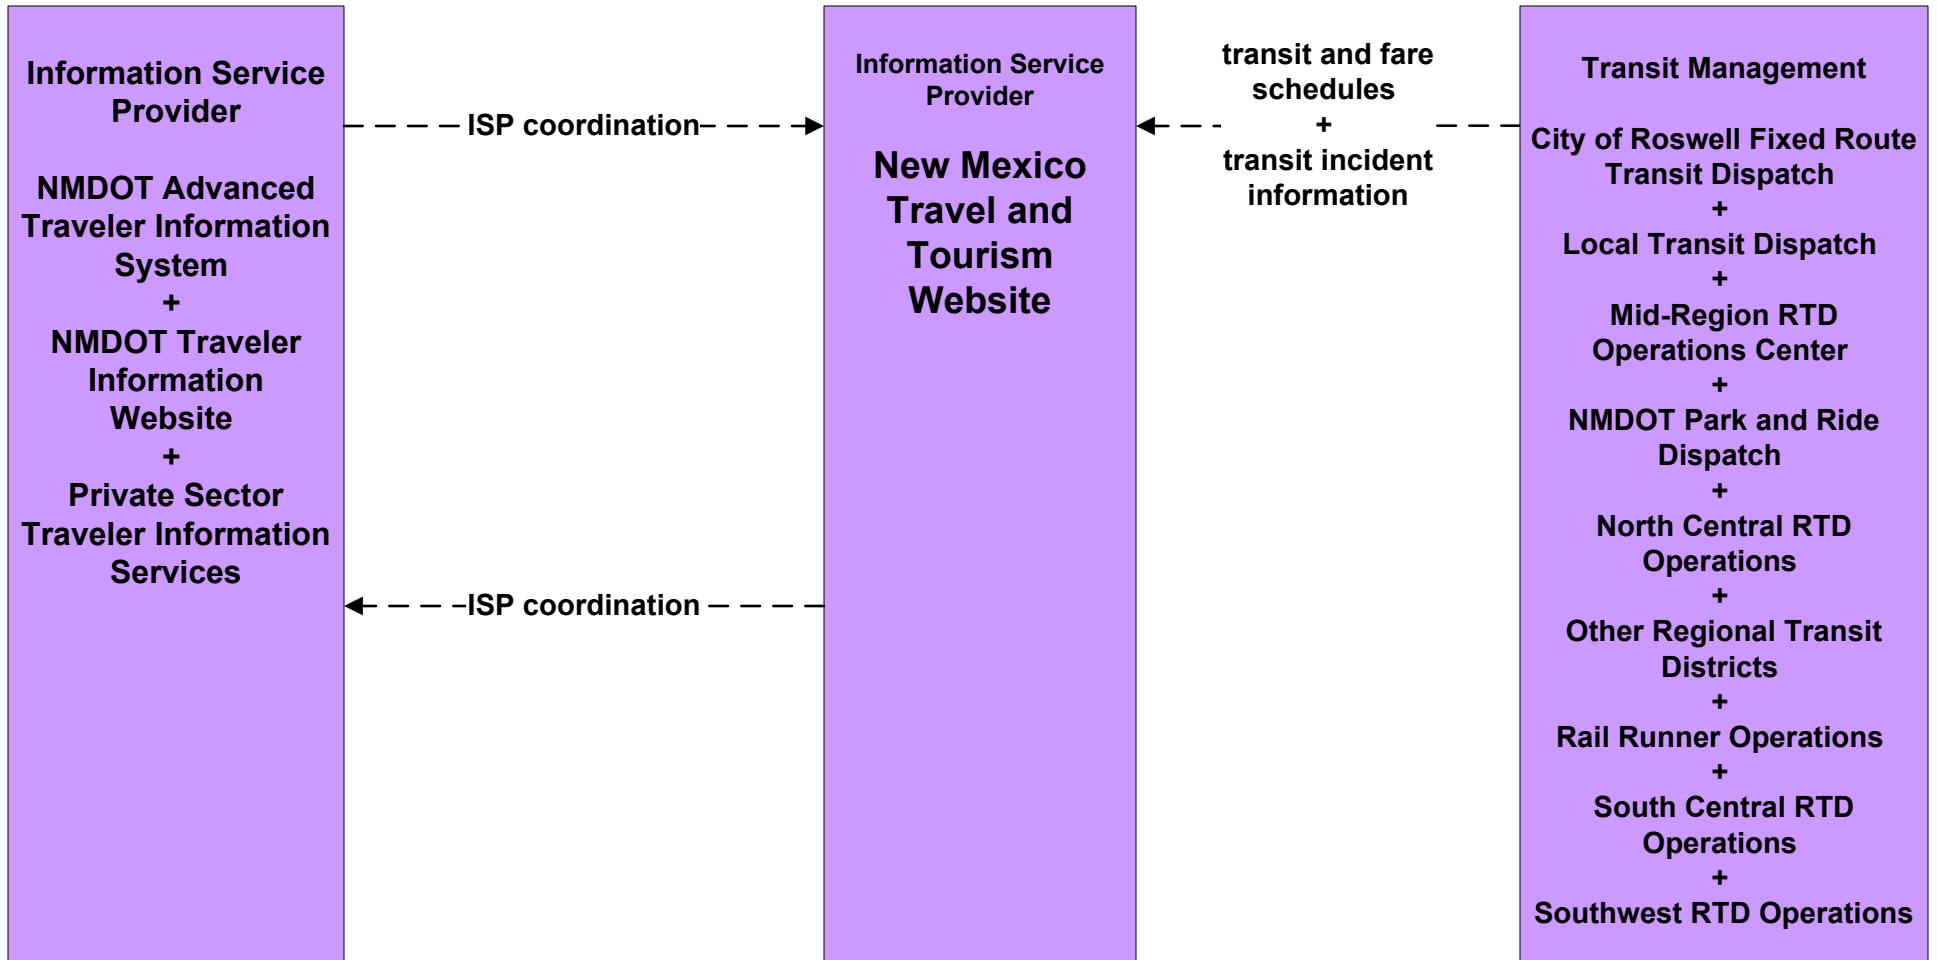 Information Service
Provider
NMDOT Advanced
Traveler Information
System
+
NMDOT Traveler
Information
Website
+
Private Sector
Traveler Information
Services
ISP coordination
ISP coordination
Information Service
Provider
New Mexico
Travel and
Tourism
Website
transit and fare
schedules
+
transit incident
information
Transit Management
City of Roswell Fixed Route
Transit Dispatch
+
Local Transit Dispatch
+
Mid-Region RTD
Operations Center
+
NMDOT Park and Ride
Dispatch
+
North Central RTD
Operations
+
Other Regional Transit
Districts
+
Rail Runner Operations
+
South Central RTD
Operations
+
Southwest RTD Operations